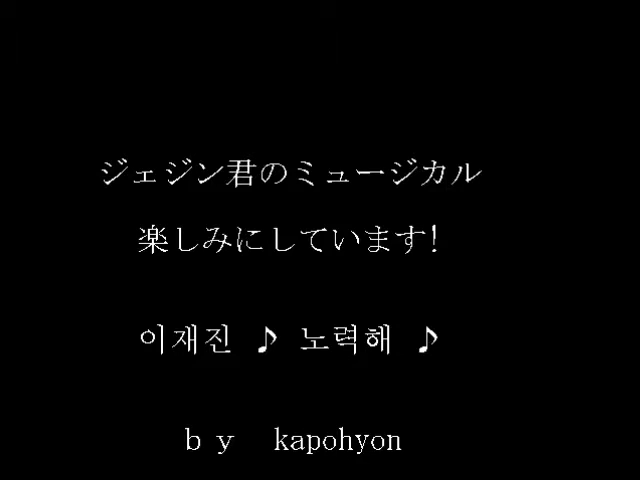 ジェジン君のミュージカル
楽しみにしています!
이재진 ♪ 노력해 ♪
ｂｙ　kapohyon